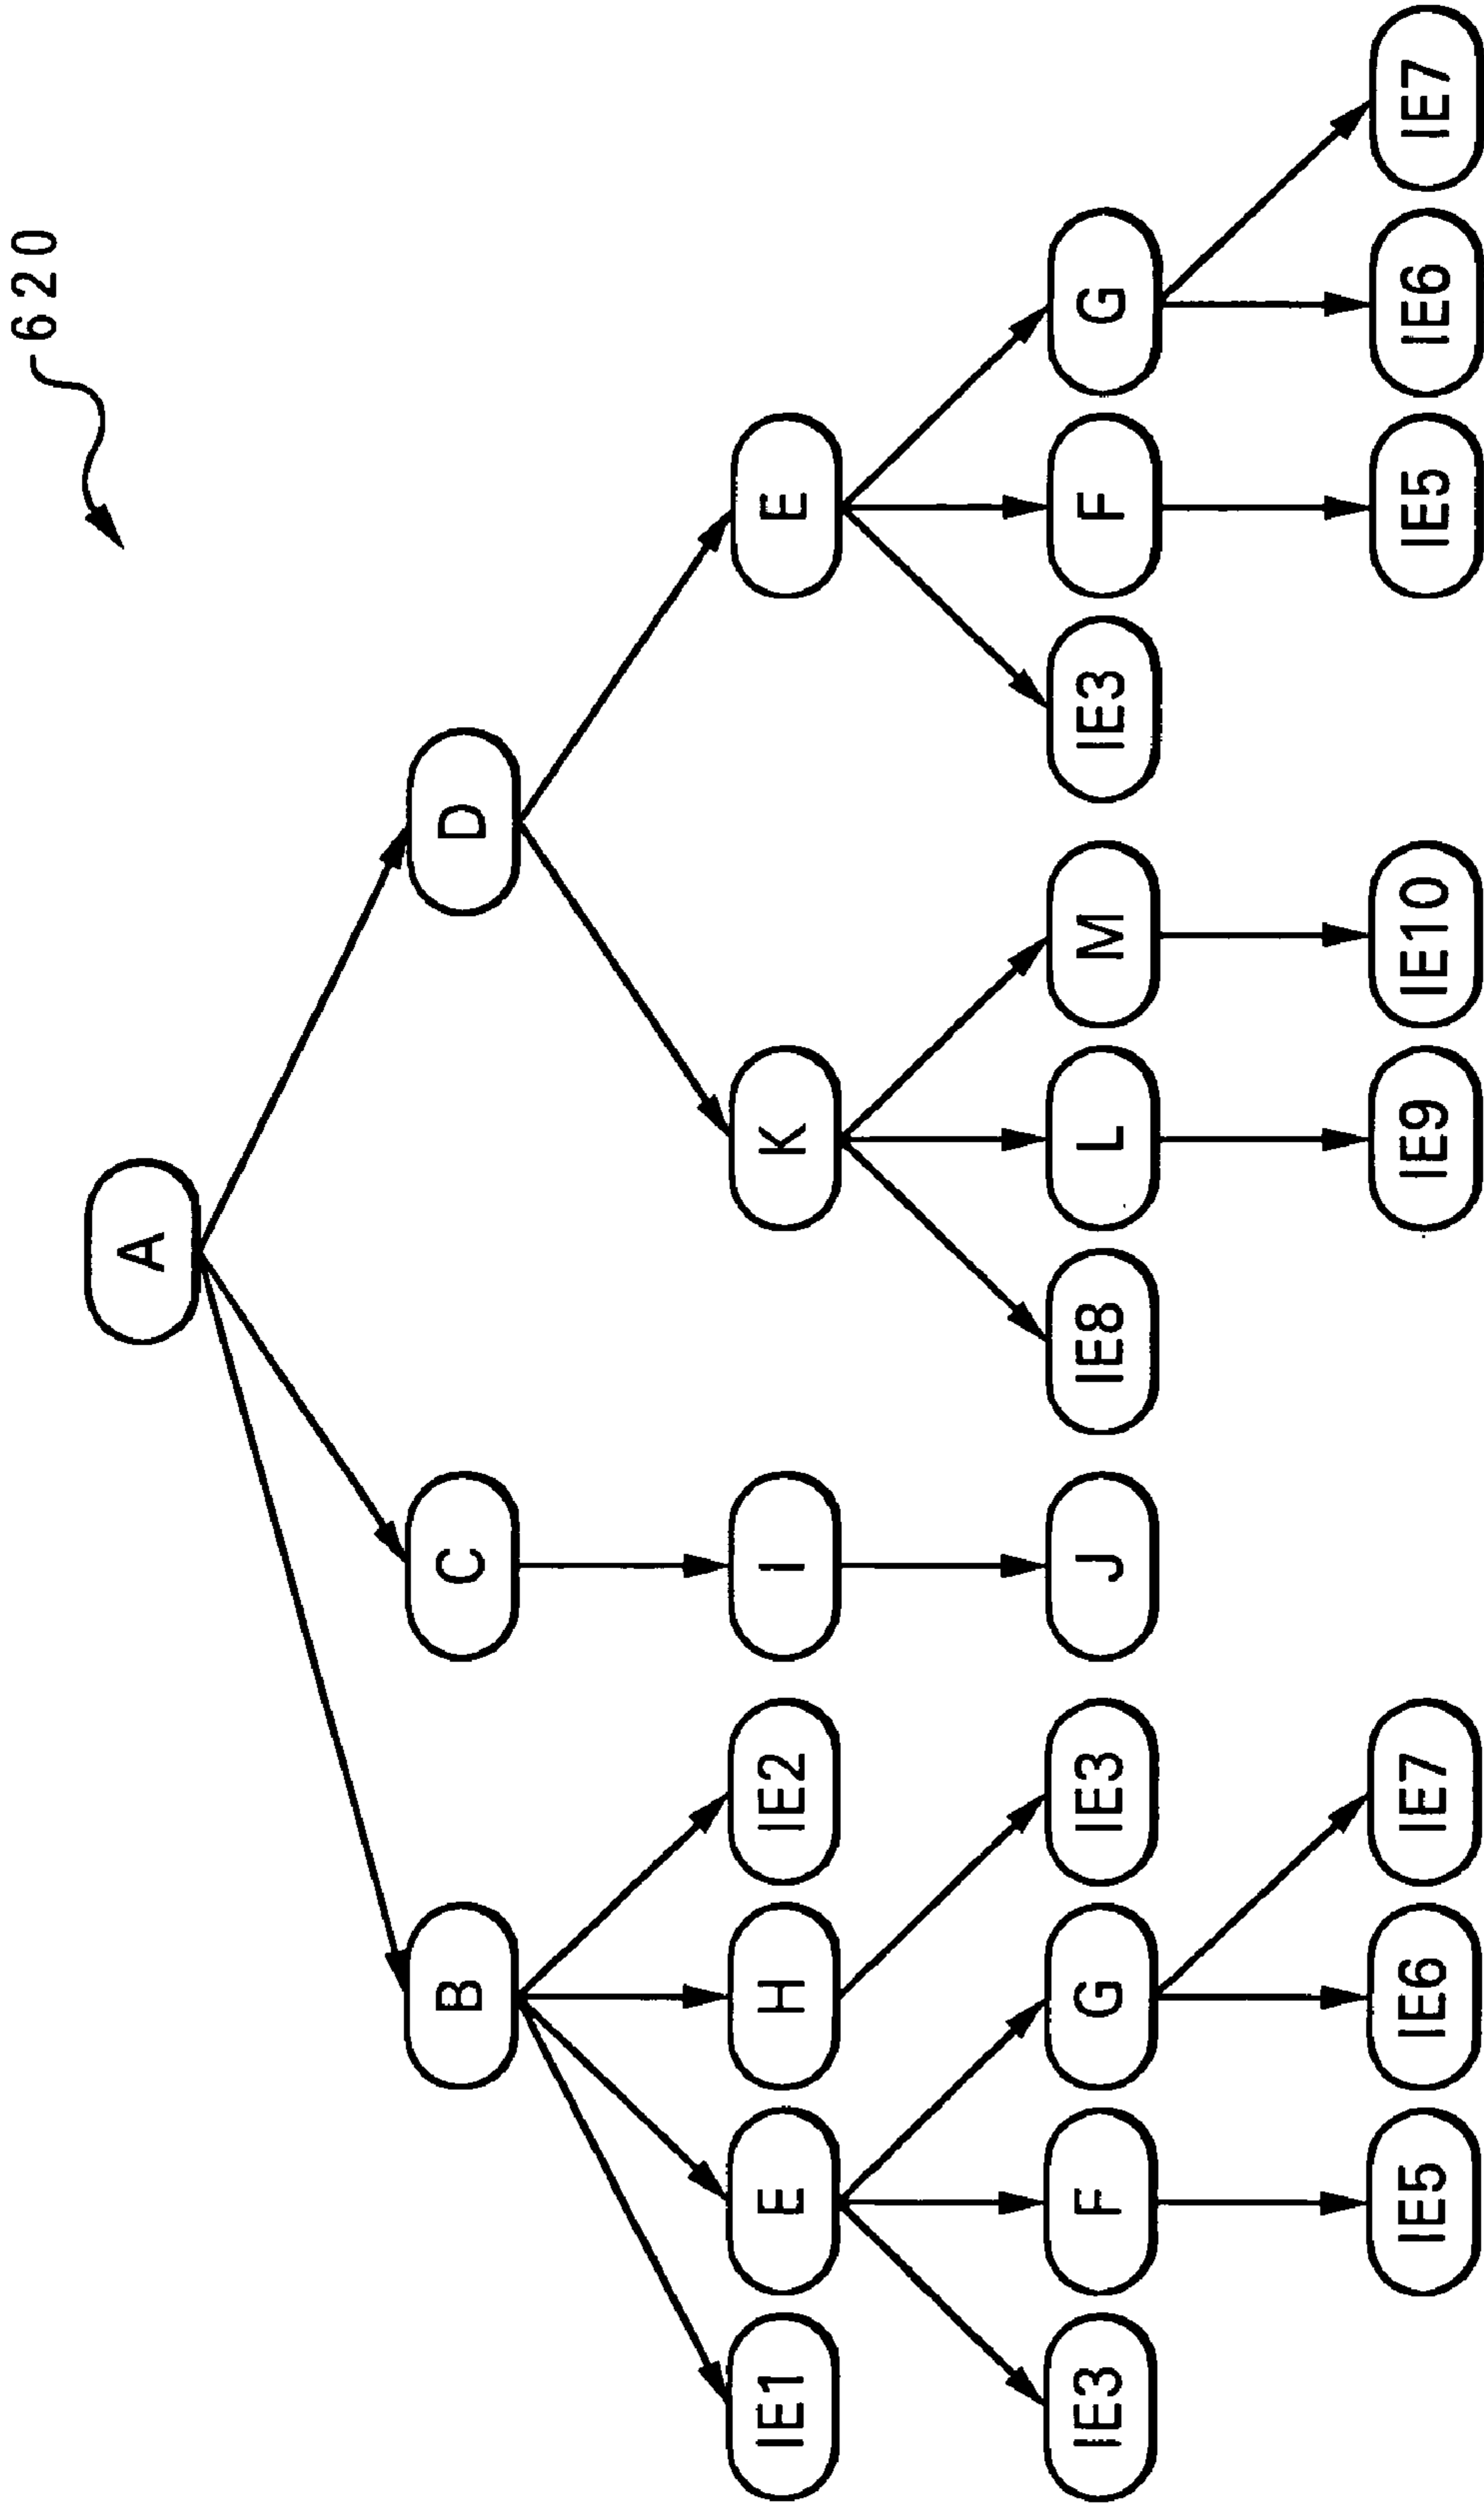 620
A
B C D
IE1 E H IE2 I K E
IE3 F G IE3 J IE8 L M IE3 F G
IE5 IE6 IE7 IE9 IE10 IE5 IE6 IE7